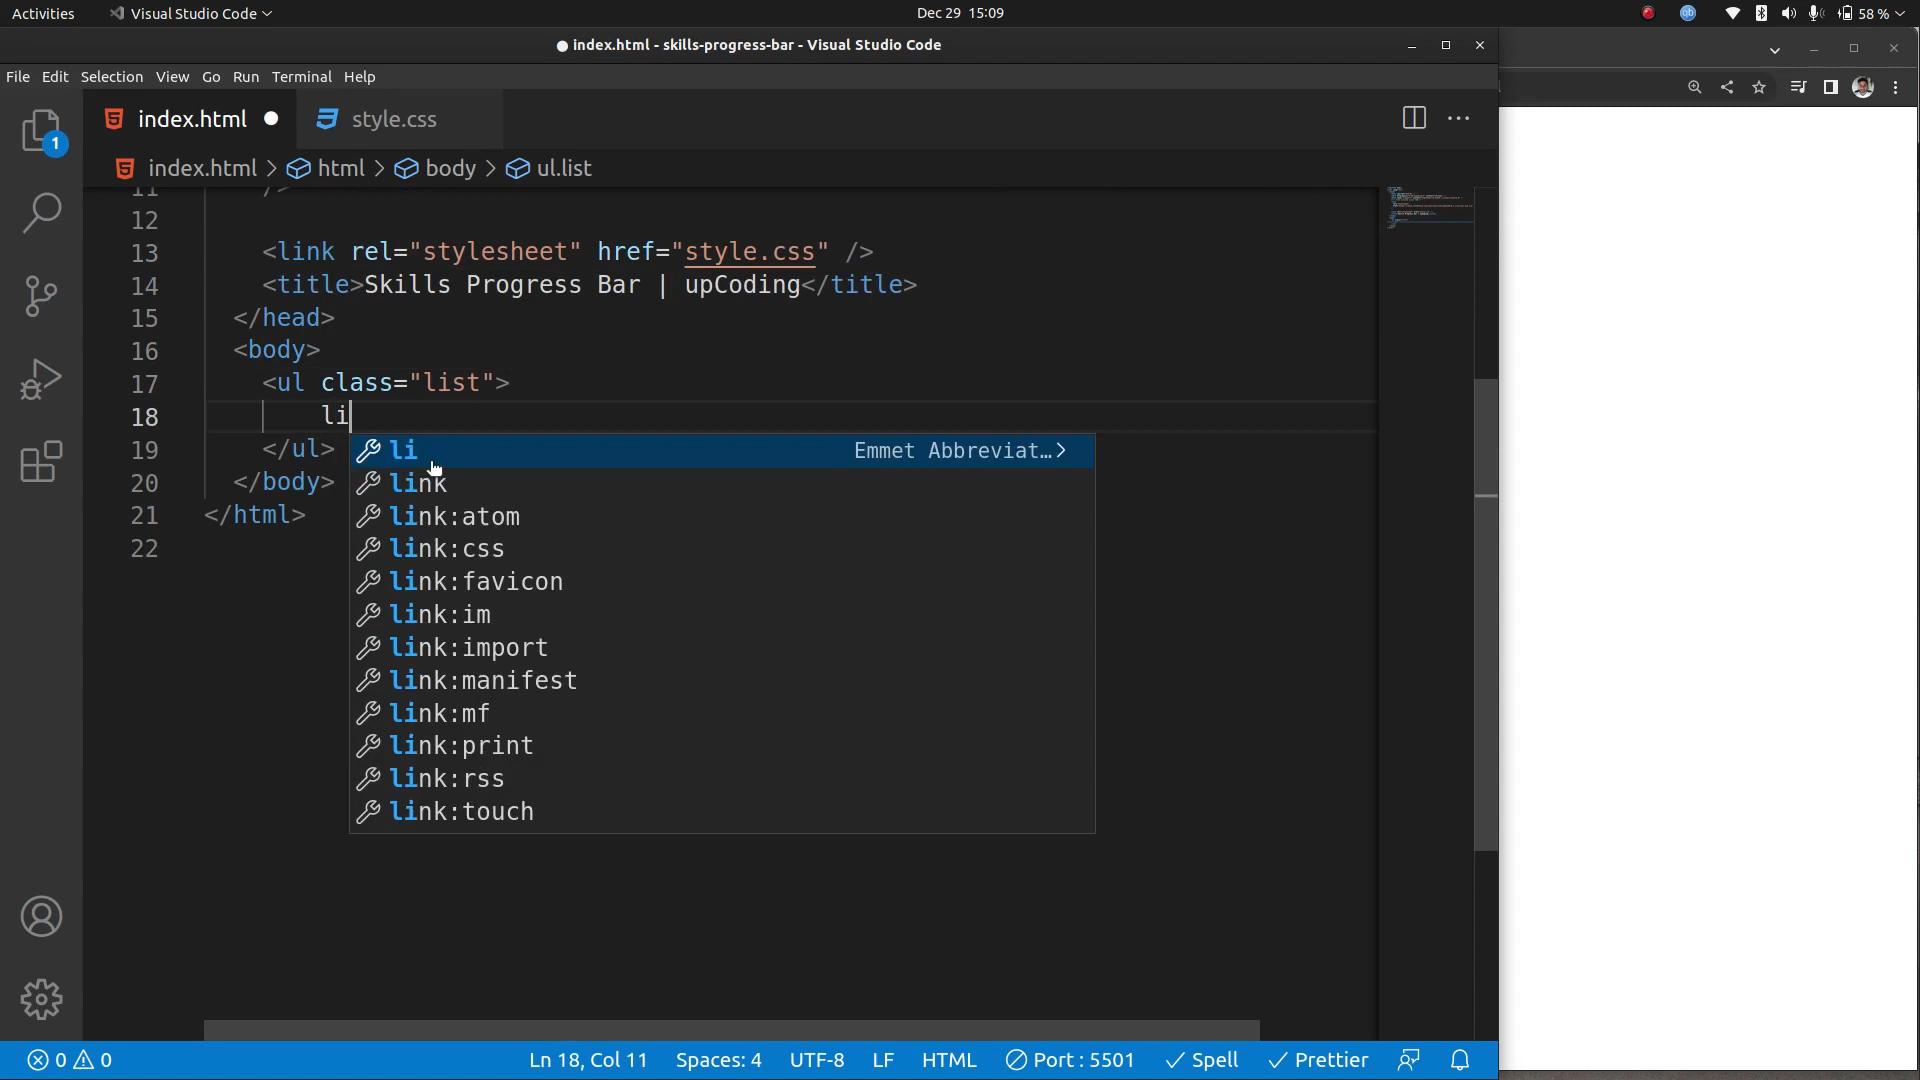 Activities Visual Studio Code Dec 29 15:09 58 %
index.html - skills-progress-bar - Visual Studio Code
File Edit Selection View Go Run Terminal Help
index.html style.css
1
index.html > html > body > ul.list
11 />
12
13 <link rel="stylesheet" href="style.css" />
14 <title>Skills Progress Bar | upCoding</title>
15 </head>
16 <body>
17 <ul class="list">
18 li
19 </ul>
20 </body>
21 </html>
22
li Emmet Abbreviat…>
link
link:atom
link:css
link:favicon
link:im
link:import
link:manifest
link:mf
link:print
link:rss
link:touch
0 0 Ln 18, Col 11 Spaces: 4 UTF-8 LF HTML Port : 5501 Spell Prettier